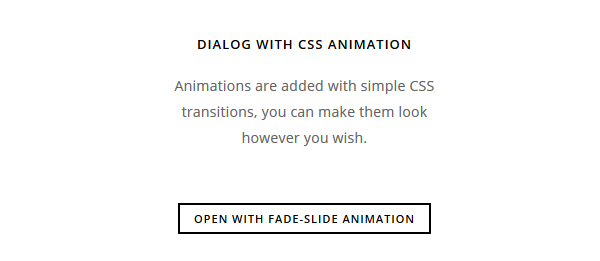 DIALOG WITH CSS ANIMATION
Animations are added with simple CSS
transitions, you can make them look
however you wish.
OPEN WITH FADE-SLIDE ANIMATION